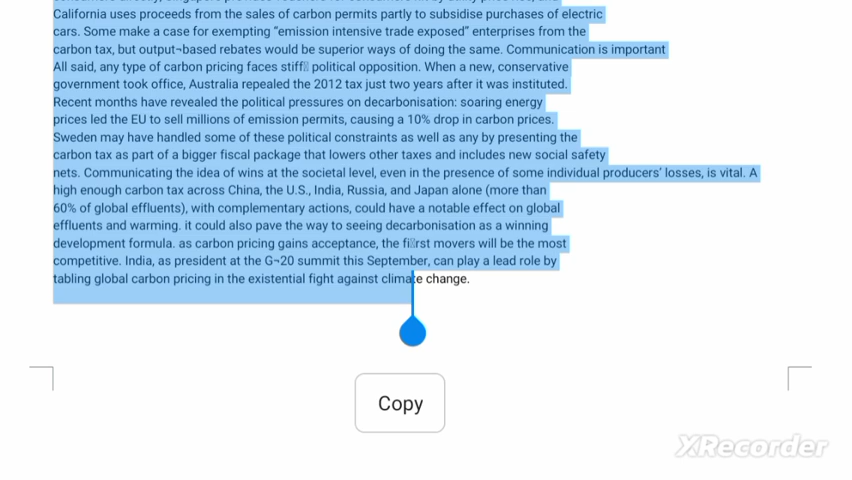 California uses proceeds from the sales of carbon permits partly to subsidise purchases of electric
cars. Some make a case for exempting “emission intensive trade exposed” enterprises from the
carbon tax, but output¬based rebates would be superior ways of doing the same. Communication is important
All said, any type of carbon pricing faces stiff political opposition. When a new, conservative
government took office, Australia repealed the 2012 tax just two years after it was instituted.
Recent months have revealed the political pressures on decarbonisation: soaring energy
prices led the EU to sell millions of emission permits, causing a 10% drop in carbon prices.
Sweden may have handled some of these political constraints as well as any by presenting the
carbon tax as part of a bigger fiscal package that lowers other taxes and includes new social safety
nets. Communicating the idea of wins at the societal level, even in the presence of some individual producers’ losses, is vital. A
high enough carbon tax across China, the U.S., India, Russia, and Japan alone (more than
60% of global effluents), with complementary actions, could have a notable effect on global
effluents and warming. it could also pave the way to seeing decarbonisation as a winning
development formula. as carbon pricing gains acceptance, the first movers will be the most
competitive. India, as president at the G¬20 summit this September, can play a lead role by
tabling global carbon pricing in the existential fight against climate change.
Copy
XRecorder